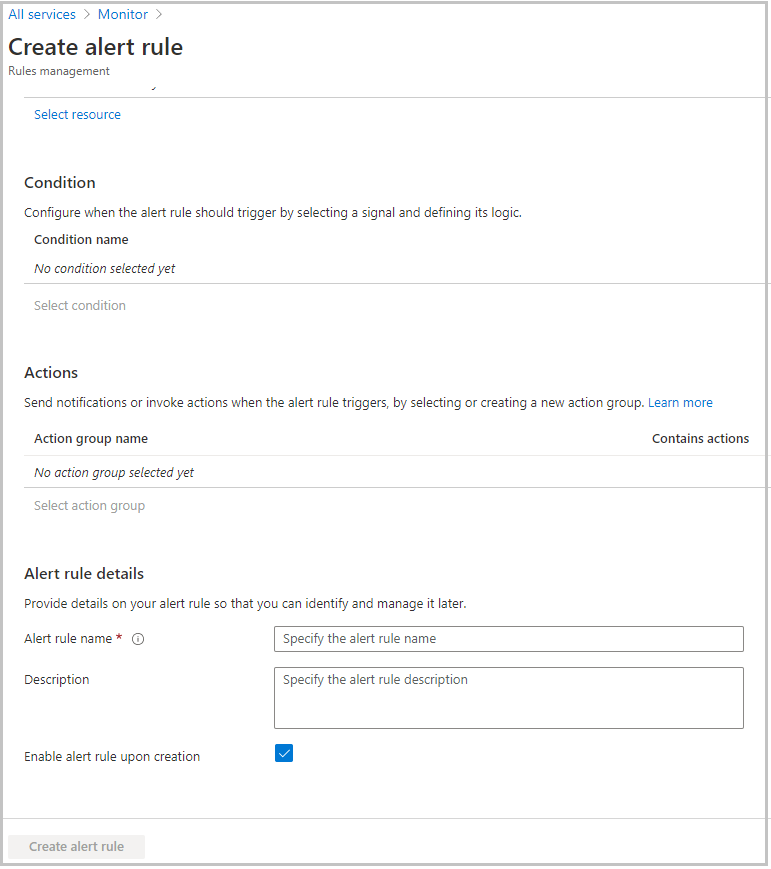 All services > Monitor >
Create alert rule
Rules management
Select resource
Condition
Configure when the alert rule should trigger by selecting a signal and defining its logic.
Condition name
No condition selected yet
Select condition
Actions
Send notifications or invoke actions when the alert rule triggers, by selecting or creating a new action group. Learn more
Action group name Contains actions
No action group selected yet
Select action group
Alert rule details
Provide details on your alert rule so that you can identify and manage it later.
Alert rule name * Specify the alert rule name
Description Specify the alert rule description
Enable alert rule upon creation
Create alert rule